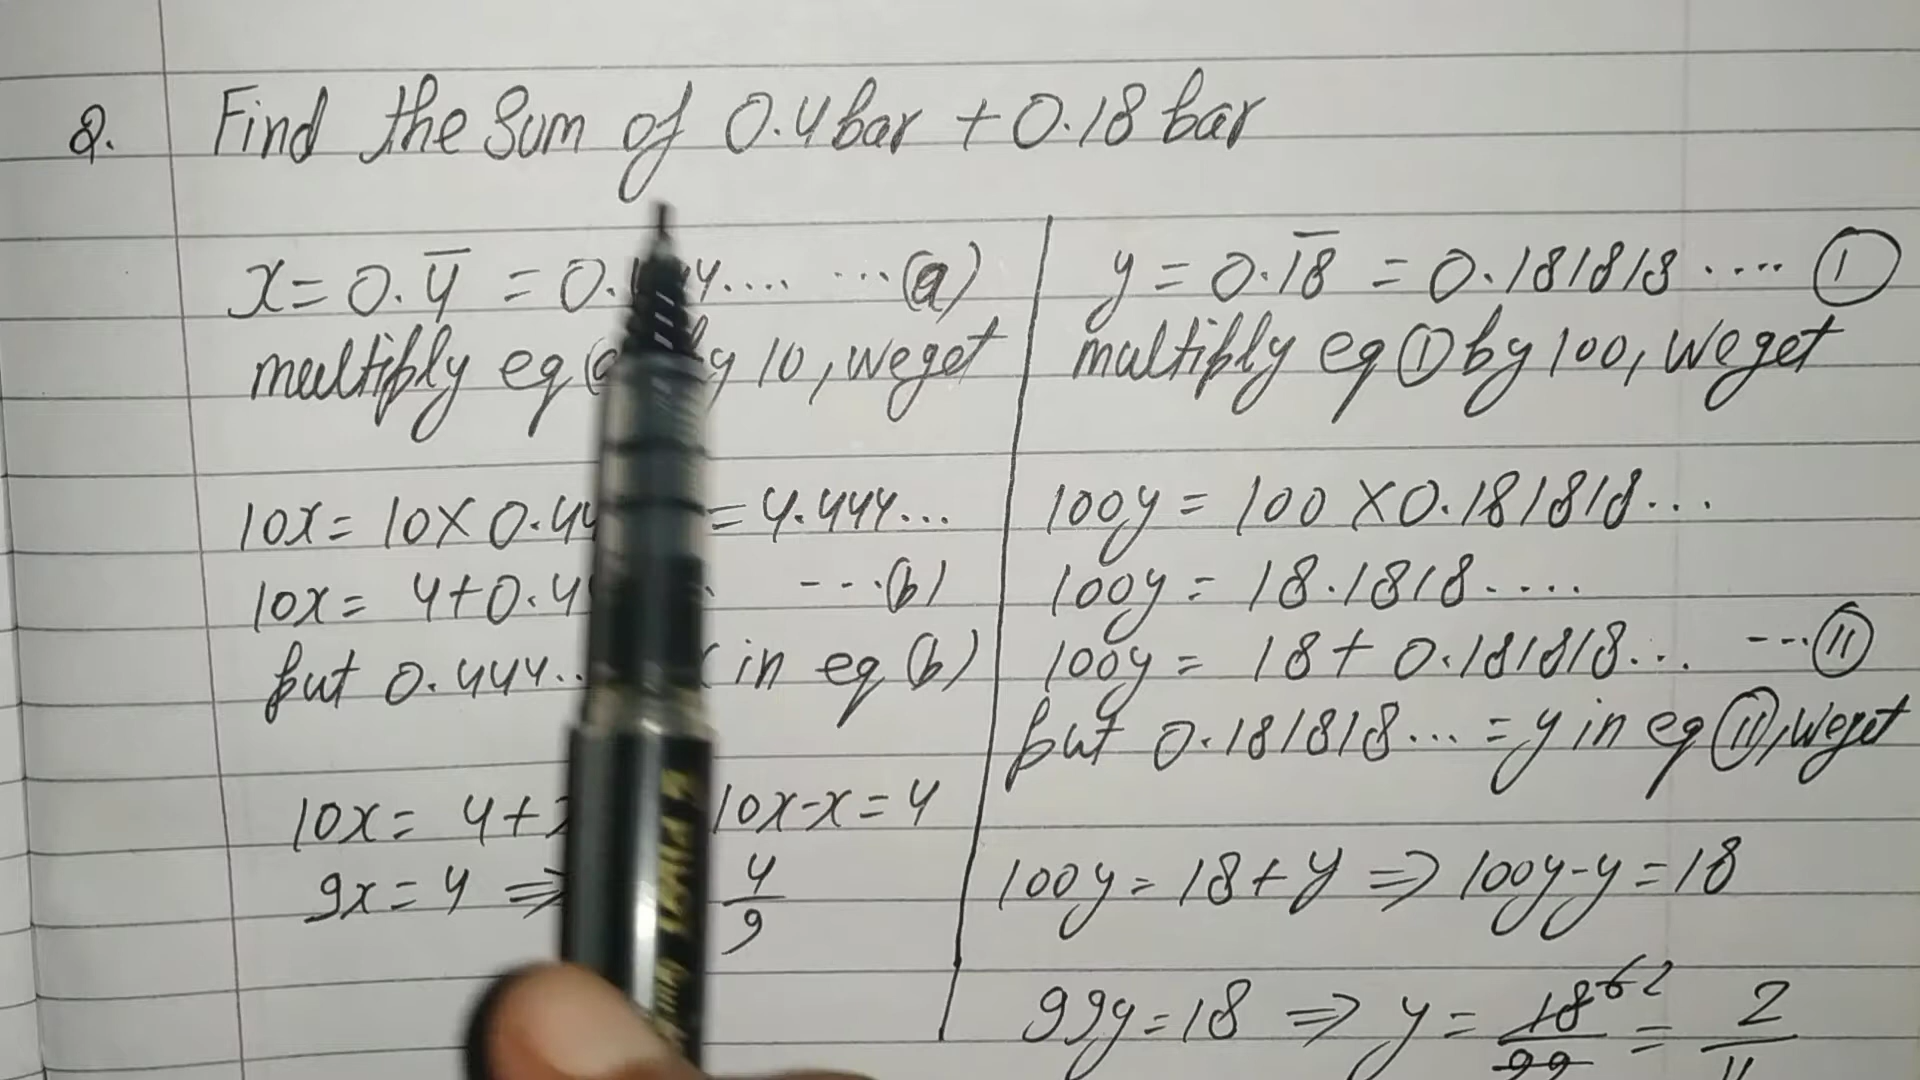 Q. Find the Sum of 0.4 bar + 0.18 bar
x = 0.4̅ = 0. 4.... ...(a)
multiply eq by 10, we get
10x = 10 X 0.44 = 4.444...
10x = 4+0.4 ---.(b)
put 0.444.. in eq (b)
10x = 4+ 10x-x = 4
9x = 4 ⇒ 4/9
y = 0.1̅8̅ = 0.181818 .... (I)
multiply eq (I) by 100, we get
100y = 100 X 0.181818...
100y = 18.1818....
100y = 18 + 0.181818... ---(II)
put 0.181818... = y in eq (II), we get
100y = 18 + y ⇒ 100y-y = 18
99y = 18 ⇒ y = 18 / 99 = 2/11